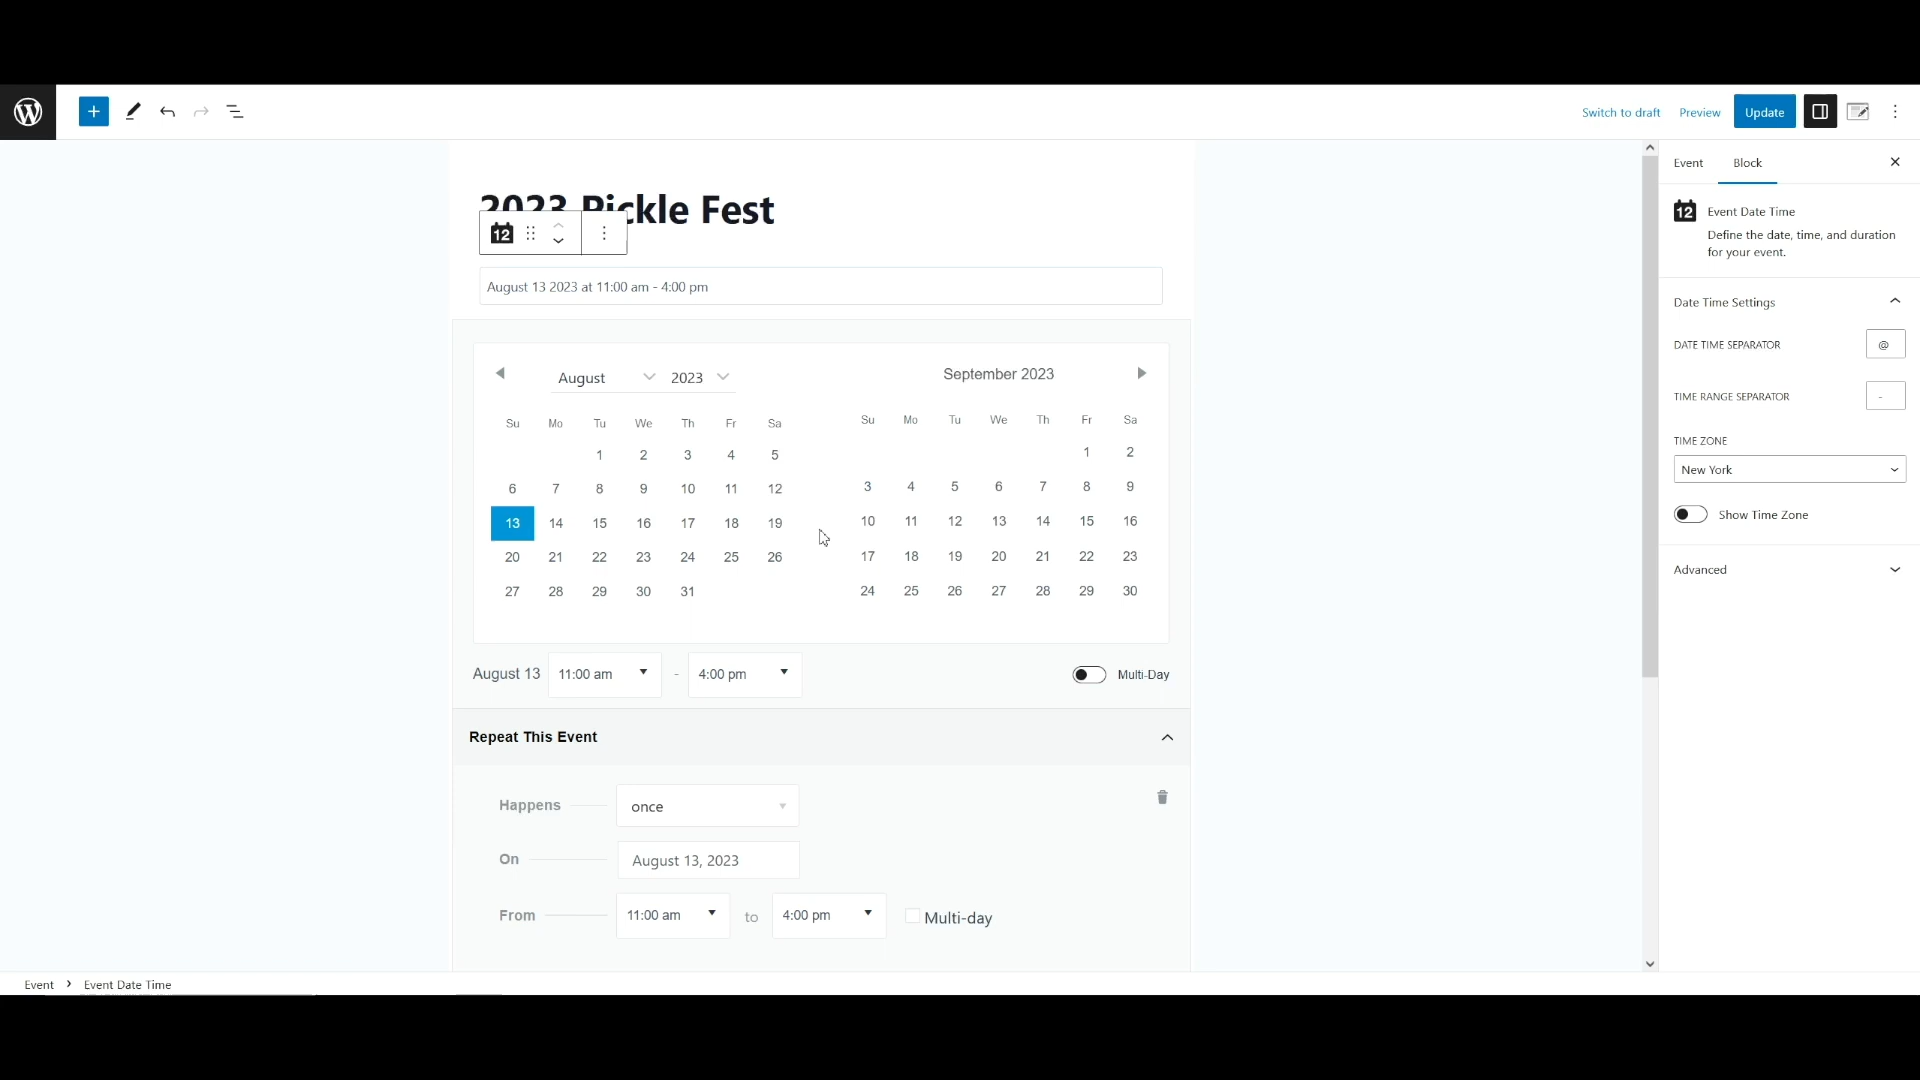 Switch to draft Preview Update
2023 Pickle Fest
12
August 13 2023 at 11:00 am - 4:00 pm
August 2023
Su Mo Tu We Th Fr Sa
1 2 3 4 5
6 7 8 9 10 11 12
13 14 15 16 17 18 19
20 21 22 23 24 25 26
27 28 29 30 31
September 2023
Su Mo Tu We Th Fr Sa
1 2
3 4 5 6 7 8 9
10 11 12 13 14 15 16
17 18 19 20 21 22 23
24 25 26 27 28 29 30
August 13 11:00 am - 4:00 pm Multi-Day
Repeat This Event
Happens once
On August 13, 2023
From 11:00 am to 4:00 pm Multi-day
Event Block
12 Event Date Time
Define the date, time, and duration
for your event.
Date Time Settings
DATE TIME SEPARATOR @
TIME RANGE SEPARATOR -
TIME ZONE
New York
Show Time Zone
Advanced
Event > Event Date Time